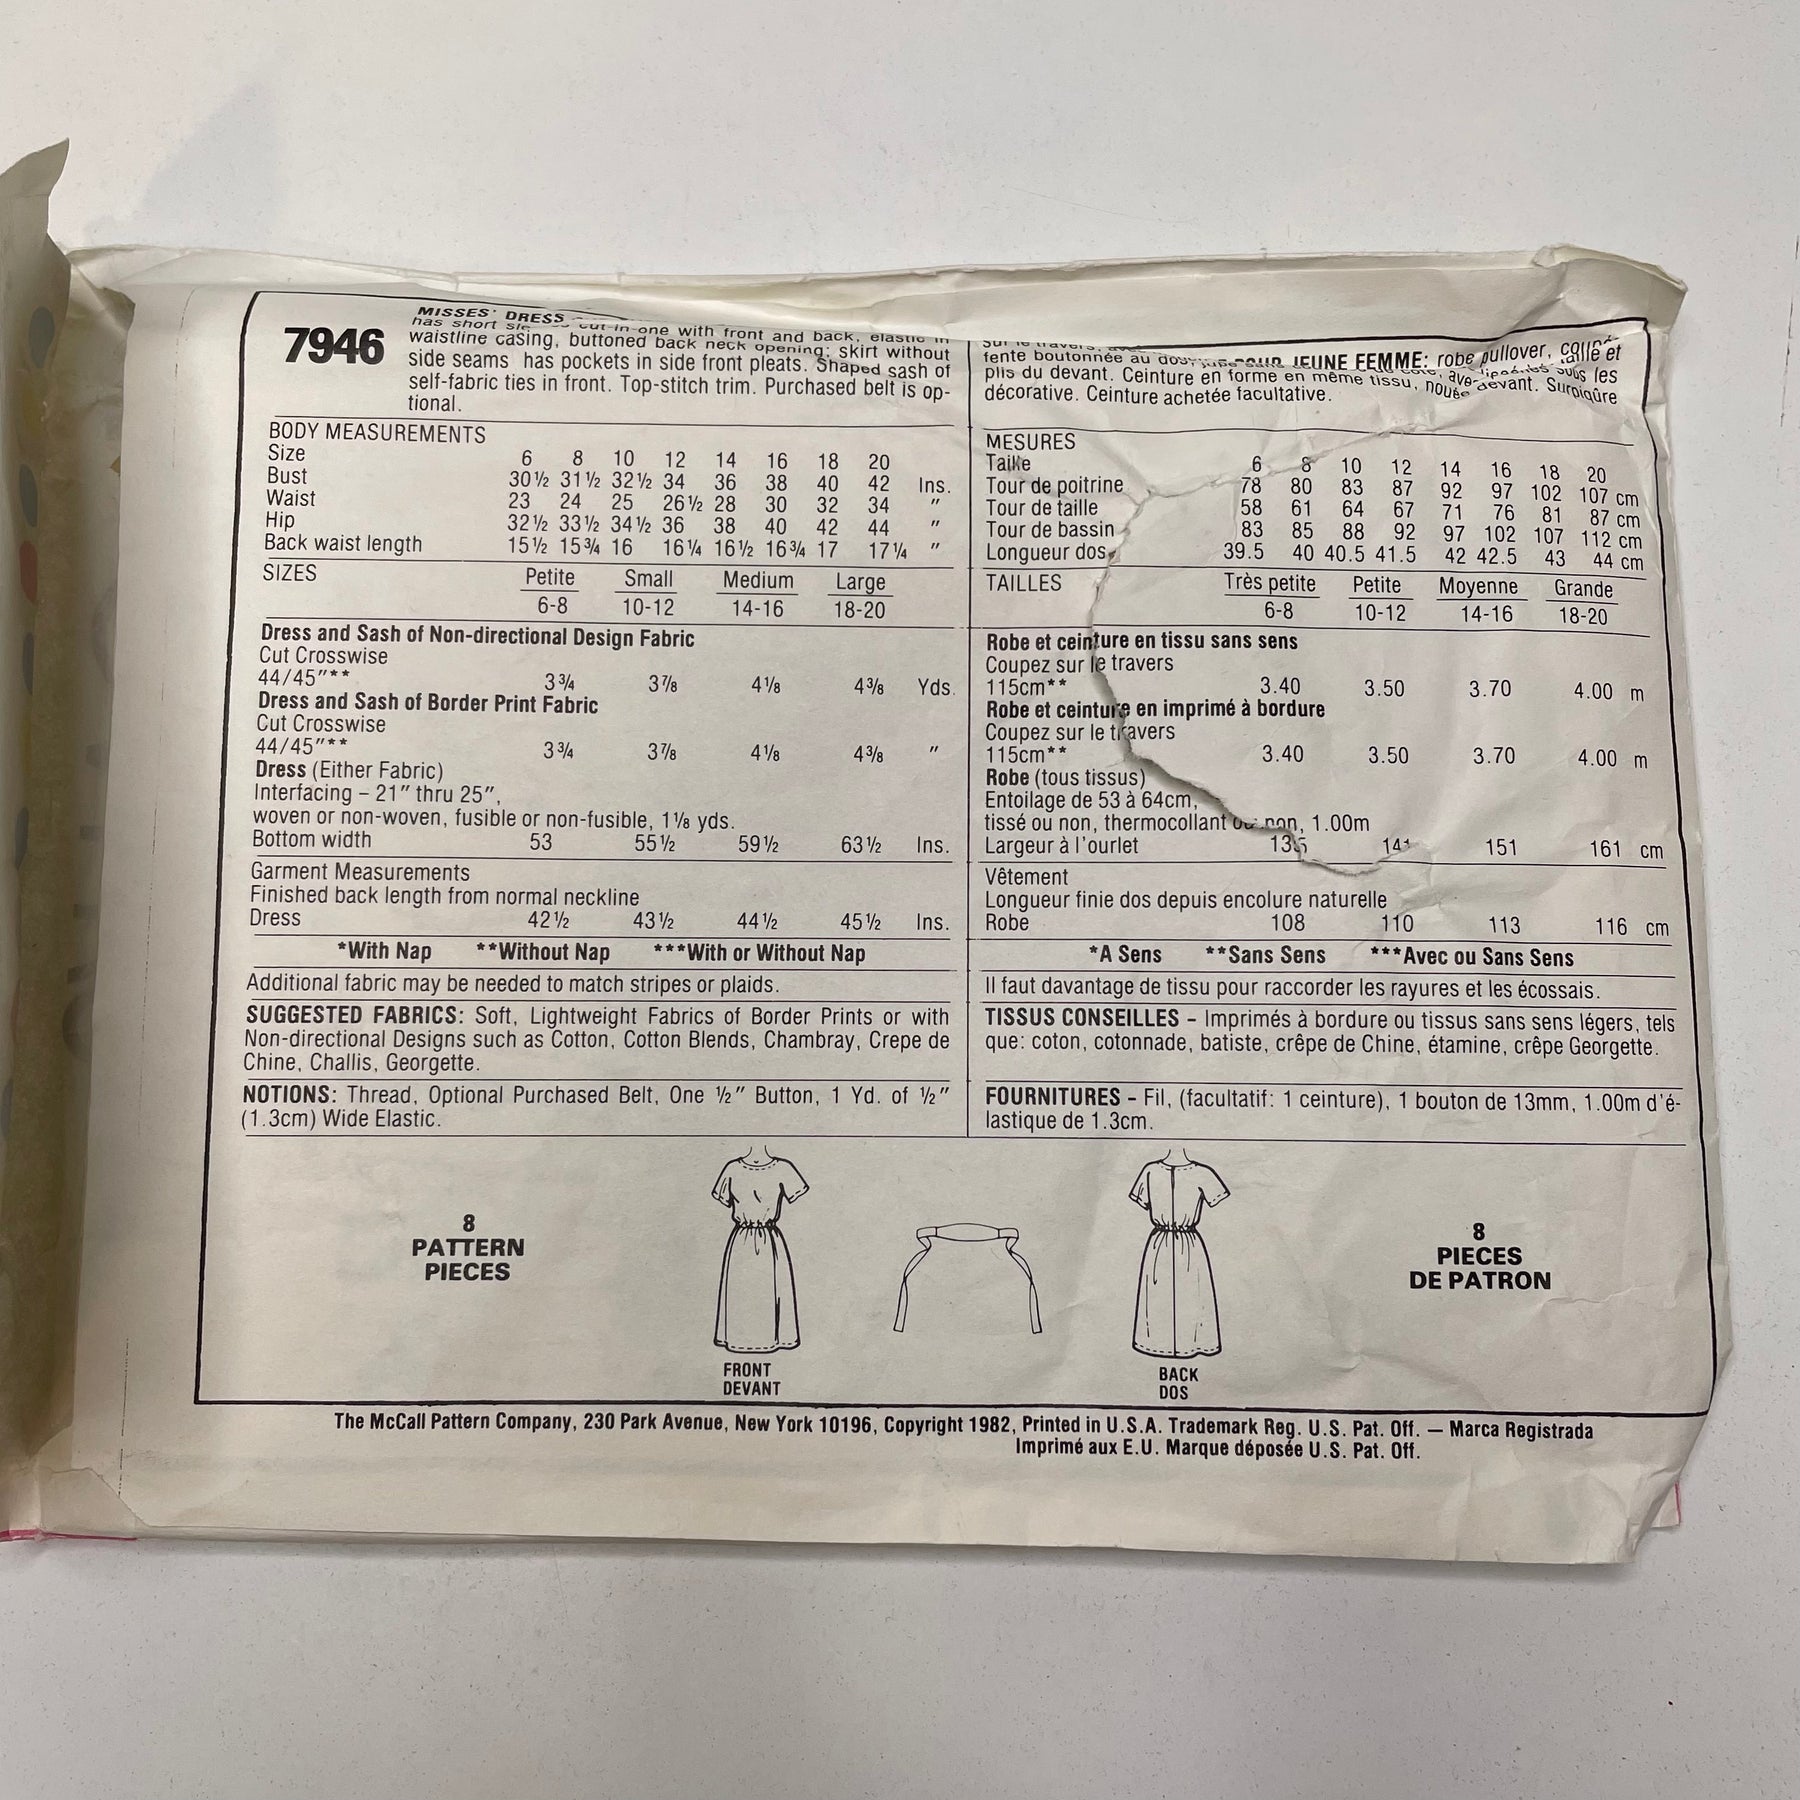 7946
MISSES' DRESS
has short cut-in-one with front and back, elastic in
waistline casing, buttoned back neck opening; skirt without
side seams has pockets in side front pleats. Shaped sash of
self-fabric ties in front. Top-stitch trim. Purchased belt is op-
tional.
BODY MEASUREMENTS
Size 6 8 10 12 14 16 18 20
Bust 30½ 31½ 32½ 34 36 38 40 42 Ins.
Waist 23 24 25 26½ 28 30 32 34 "
Hip 32½ 33½ 34½ 36 38 40 42 44 "
Back waist length 15½ 15¾ 16 16¼ 16½ 16¾ 17 17¼ "
SIZES Petite Small Medium Large
6-8 10-12 14-16 18-20
Dress and Sash of Non-directional Design Fabric
Cut Crosswise
44/45"** 3¾ 3⅞ 4⅛ 4⅜ Yds.
Dress and Sash of Border Print Fabric
Cut Crosswise
44/45"** 3¾ 3⅞ 4⅛ 4⅜ "
Dress (Either Fabric)
Interfacing – 21" thru 25",
woven or non-woven, fusible or non-fusible, 1⅛ yds.
Bottom width 53 55½ 59½ 63½ Ins.
Garment Measurements
Finished back length from normal neckline
Dress 42½ 43½ 44½ 45½ Ins.
*With Nap **Without Nap ***With or Without Nap
Additional fabric may be needed to match stripes or plaids.
SUGGESTED FABRICS: Soft, Lightweight Fabrics of Border Prints or with
Non-directional Designs such as Cotton, Cotton Blends, Chambray, Crepe de
Chine, Challis, Georgette.
NOTIONS: Thread, Optional Purchased Belt, One ½" Button, 1 Yd. of ½"
(1.3cm) Wide Elastic.
POUR JEUNE FEMME: robe pullover,
sur le travers,
fente boutonnée au taille et
plis du devant. Ceinture en forme en même tissu, nouée devant. Surpiqûre
décorative. Ceinture achetée facultative.
MESURES
Taille 6 8 10 12 14 16 18 20
Tour de poitrine 78 80 83 87 92 97 102 107 cm
Tour de taille 58 61 64 67 71 76 81 87 cm
Tour de bassin 83 85 88 92 97 102 107 112 cm
Longueur dos 39.5 40 40.5 41.5 42 42.5 43 44 cm
TAILLES Très petite Petite Moyenne Grande
6-8 10-12 14-16 18-20
Robe et ceinture en tissu sans sens
Coupez sur le travers
115cm** 3.40 3.50 3.70 4.00 m
Robe et ceinture en imprimé à bordure
Coupez sur le travers
115cm** 3.40 3.50 3.70 4.00 m
Robe (tous tissus)
Entoilage de 53 à 64cm,
tissé ou non, thermocollant ou non, 1.00m
Largeur à l'ourlet 135 141 151 161 cm
Vêtement
Longueur finie dos depuis encolure naturelle
Robe 108 110 113 116 cm
*A Sens **Sans Sens ***Avec ou Sans Sens
Il faut davantage de tissu pour raccorder les rayures et les écossais.
TISSUS CONSEILLES – Imprimés à bordure ou tissus sans sens légers, tels
que: coton, cotonnade, batiste, crêpe de Chine, étamine, crêpe Georgette.
FOURNITURES – Fil, (facultatif: 1 ceinture), 1 bouton de 13mm, 1.00m d'é-
lastique de 1.3cm.
8
PATTERN
PIECES
FRONT
DEVANT
BACK
DOS
8
PIECES
DE PATRON
The McCall Pattern Company, 230 Park Avenue, New York 10196, Copyright 1982, Printed in U.S.A. Trademark Reg. U.S. Pat. Off. — Marca Registrada
Imprimé aux E.U. Marque déposée U.S. Pat. Off.